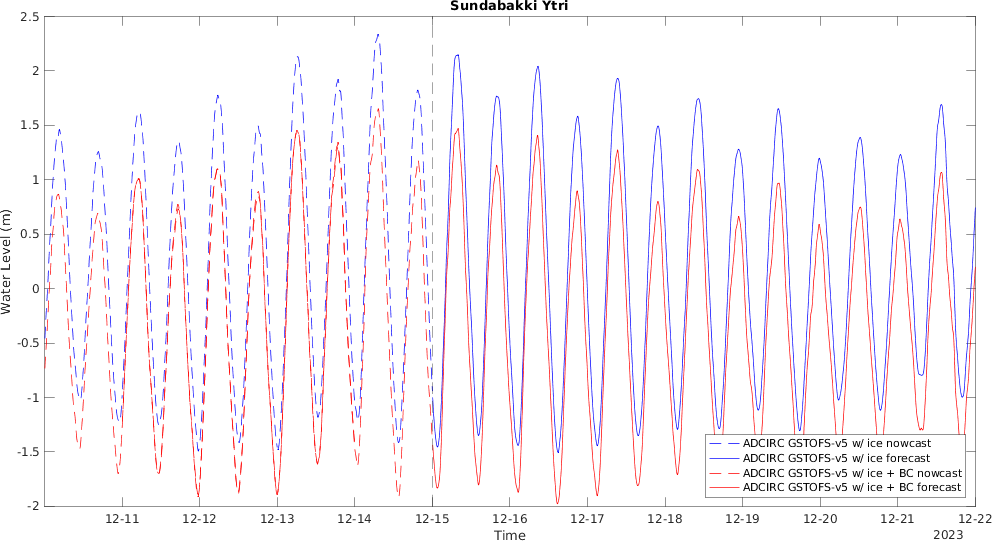 Sundabakki Ytri
2.5
2
1.5
1
0.5
0
-0.5
-1
-1.5
-2
Water Level (m)
ADCIRC GSTOFS-v5 w/ ice nowcast
ADCIRC GSTOFS-v5 w/ ice forecast
ADCIRC GSTOFS-v5 w/ ice + BC nowcast
ADCIRC GSTOFS-v5 w/ ice + BC forecast
12-11 12-12 12-13 12-14 12-15 12-16 12-17 12-18 12-19 12-20 12-21 12-22
Time
2023